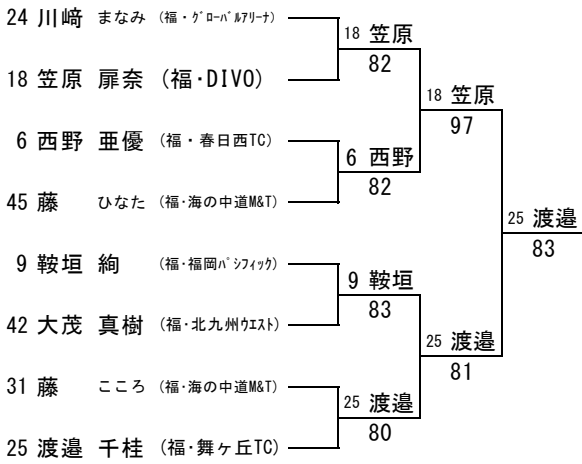 24 川﨑 まなみ (福・グローバルアリーナ)
18 笠原
82
18 笠原 扉奈 (福・DIVO)
18 笠原
97
6 西野 亜優 (福・春日西TC)
6 西野
82
45 藤 ひなた (福・海の中道M&T)
25 渡邉
83
9 鞍垣 絢 (福・福岡パシフィック)
9 鞍垣
83
42 大茂 真樹 (福・北九州ウエスト)
25 渡邉
81
31 藤 こころ (福・海の中道M&T)
25 渡邉
80
25 渡邉 千桂 (福・舞ヶ丘TC)